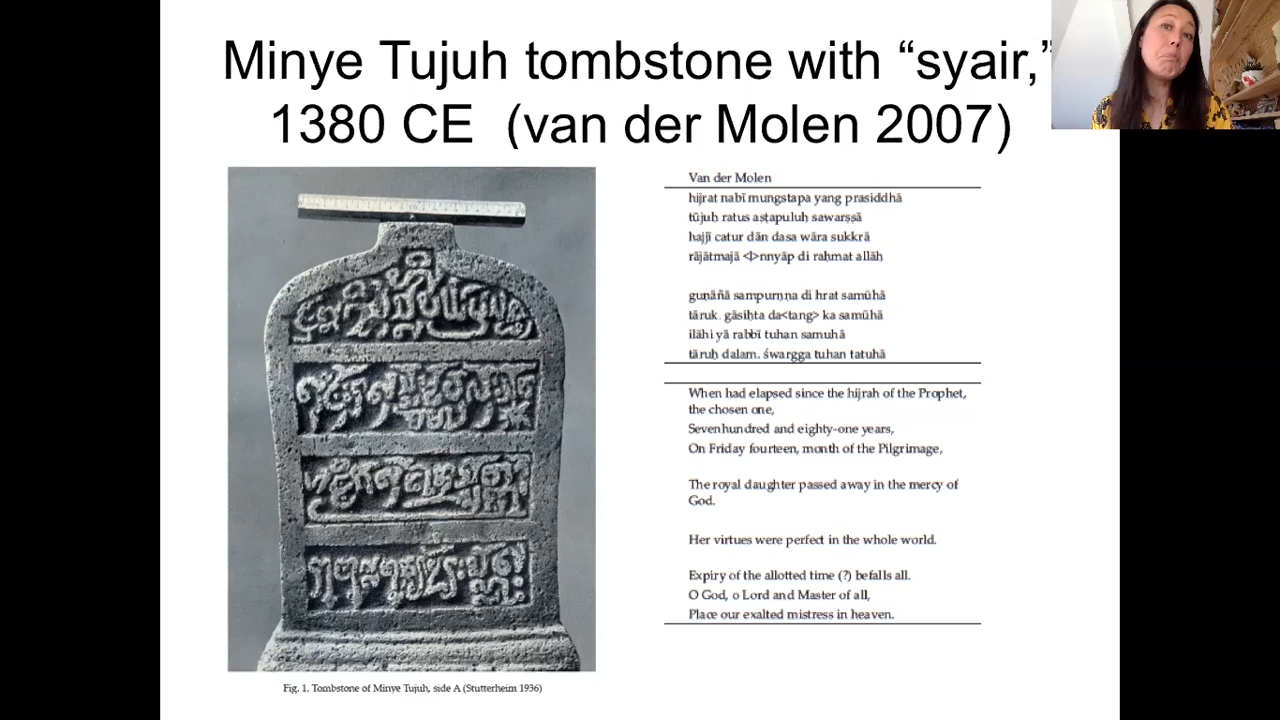 Minye Tujuh tombstone with “syair,”
1380 CE (van der Molen 2007)
Van der Molen
hijrat nabī mungstapa yang prasiddhā
tūjuḥ ratus aṣṭapuluḥ sawarṣṣā
hajjī catur dān dasa wāra sukkrā
rājātmajā <I>nnyāp di raḥmat allāh
guṇāñā sampurṇna di hrat samūhā
tāruk. gāsiḥta da<tang> ka samūhā
ilāhi yā rabbī tuhan samuhā
tāruḥ dalam. śwargga tuhan tatuhā
When had elapsed since the hijrah of the Prophet,
the chosen one,
Sevenhundred and eighty-one years,
On Friday fourteen, month of the Pilgrimage,
The royal daughter passed away in the mercy of
God.
Her virtues were perfect in the whole world.
Expiry of the allotted time (?) befalls all.
O God, o Lord and Master of all,
Place our exalted mistress in heaven.
Fig. 1. Tombstone of Minye Tujuh, side A (Stutterheim 1936)